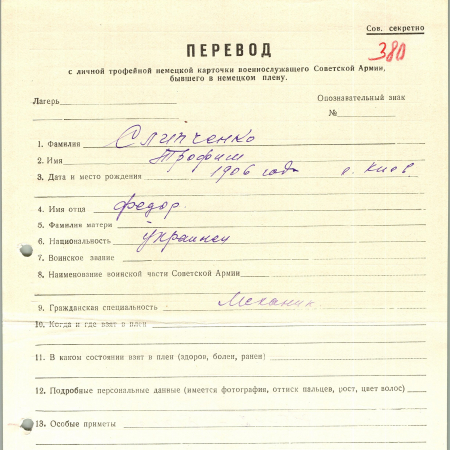 Сов. секретно
380
ПЕРЕВОД
с личной трофейной немецкой карточки военнослужащего Советской Армии,
бывшего в немецком плену.
Лагерь
Опознавательный знак
№
1. Фамилия Слипченко
2. Имя Трофим
3. Дата и место рождения 1906 года г. Киев
4. Имя отца Федор.
5. Фамилия матери
6. Национальность Украинец
7. Воинское звание
8. Наименование воинской части Советской Армии
9. Гражданская специальность Механик
10. Когда и где взят в плен
11. В каком состоянии взят в плен (здоров, болен, ранен)
12. Подробные персональные данные (имеется фотография, оттиск пальцев, рост, цвет волос)
13. Особые приметы